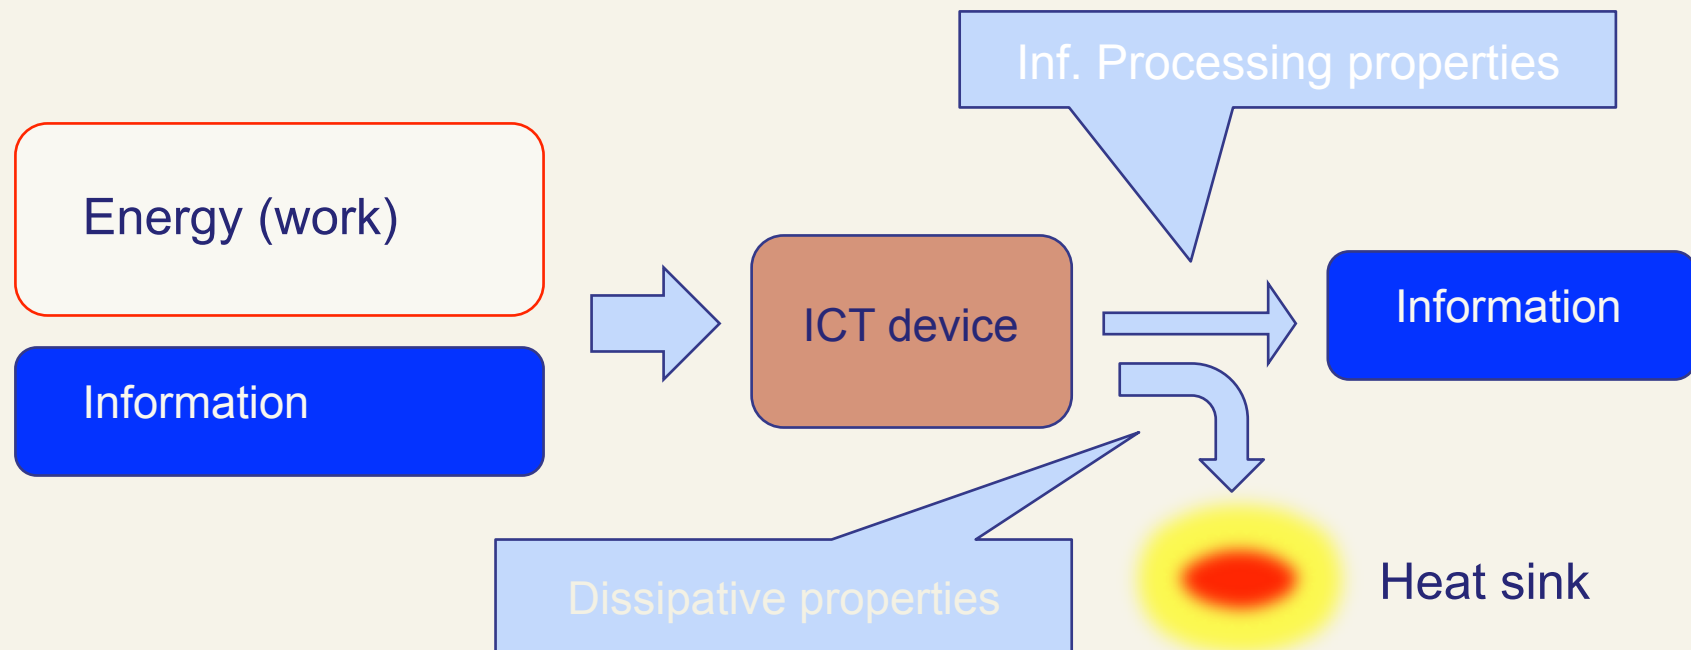 Inf. Processing properties
Energy (work)
ICT device
Information
Information
Dissipative properties
Heat sink